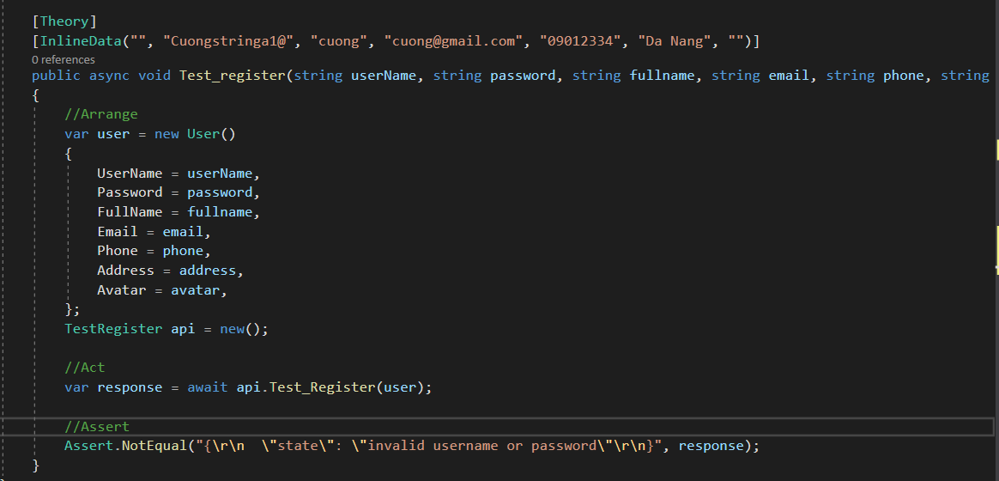 [Theory]
[InlineData("", "Cuongstringa1@", "cuong", "cuong@gmail.com", "09012334", "Da Nang", "")]
0 references
public async void Test_register(string userName, string password, string fullname, string email, string phone, string
{
//Arrange
var user = new User()
{
UserName = userName,
Password = password,
FullName = fullname,
Email = email,
Phone = phone,
Address = address,
Avatar = avatar,
};
TestRegister api = new();
//Act
var response = await api.Test_Register(user);
//Assert
Assert.NotEqual("{\r\n  \"state\": \"invalid username or password\"\r\n}", response);
}